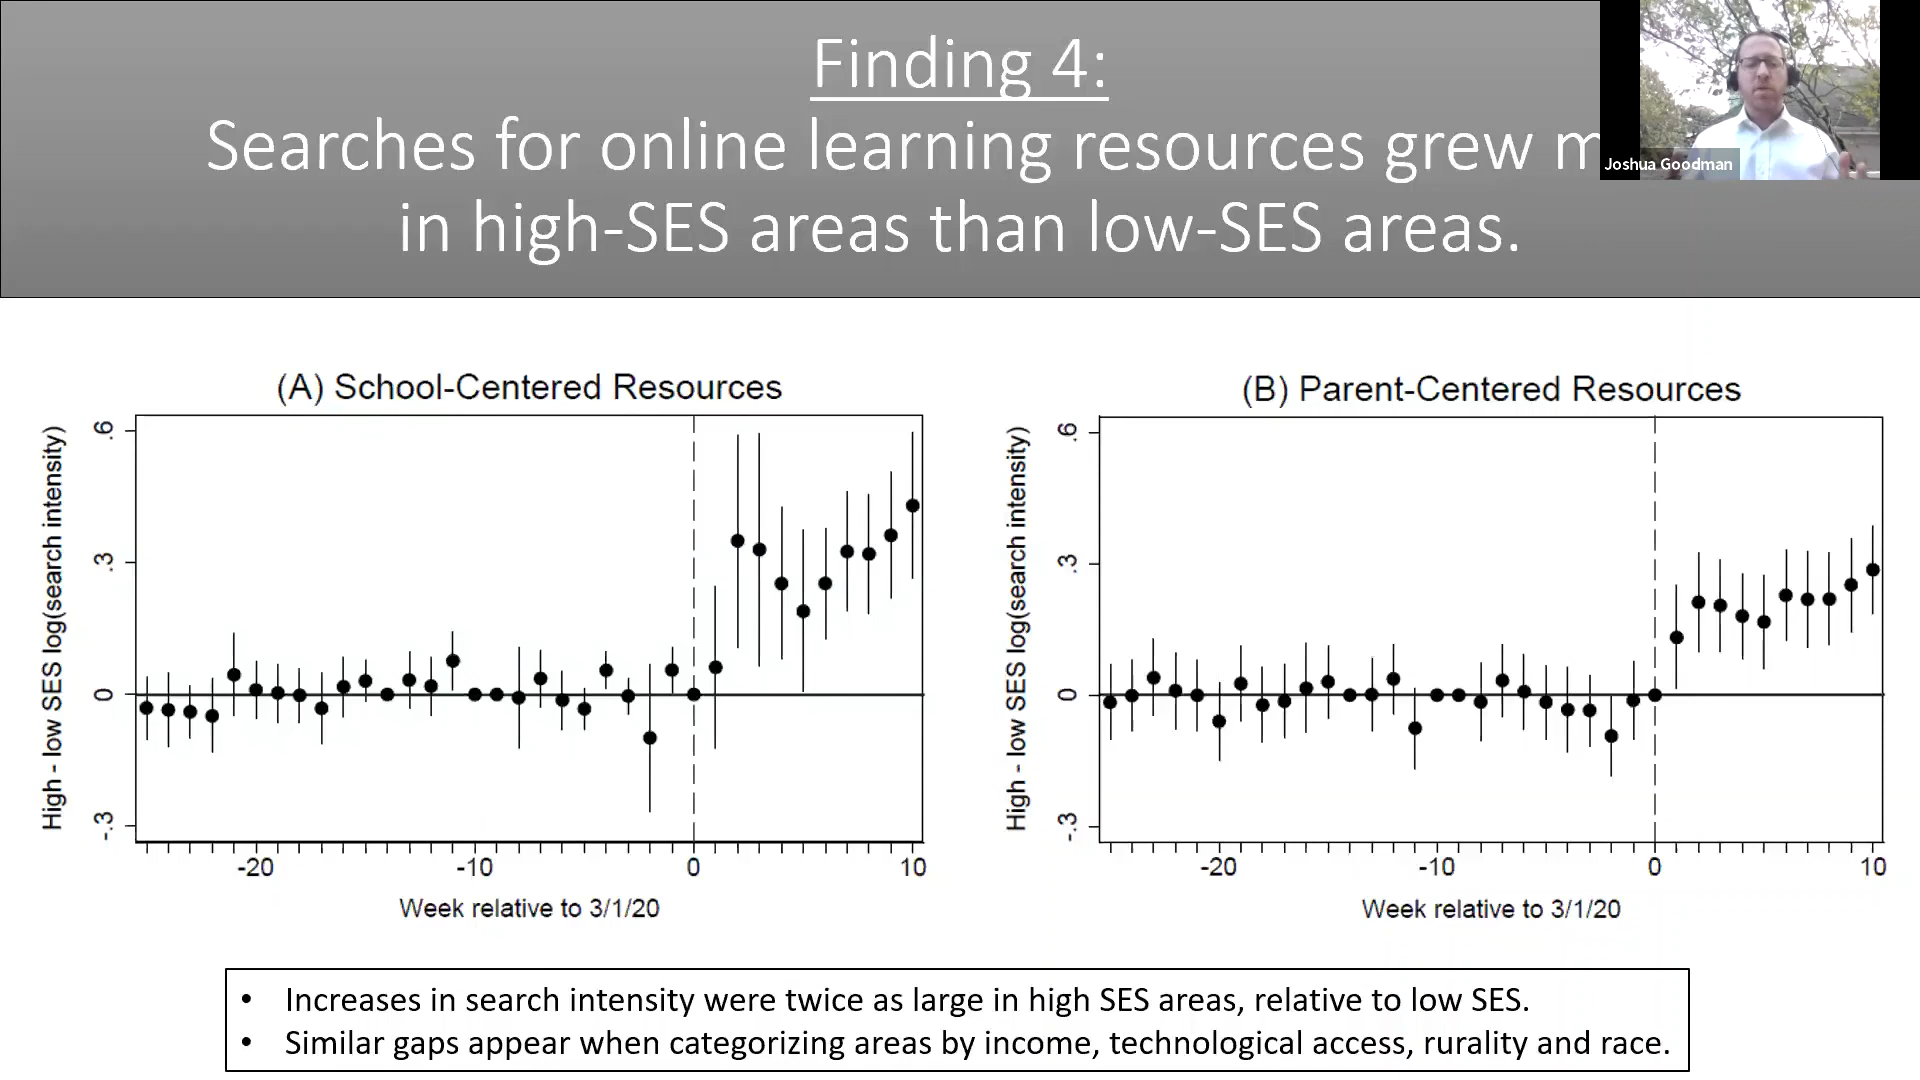 Finding 4:
Searches for online learning resources grew m
in high-SES areas than low-SES areas.
Joshua Goodman
(A) School-Centered Resources
High - low SES log(search intensity)
.6
.3
0
-.3
-20 -10 0 10
Week relative to 3/1/20
(B) Parent-Centered Resources
High - low SES log(search intensity)
.6
.3
0
-.3
-20 -10 0 10
Week relative to 3/1/20
• Increases in search intensity were twice as large in high SES areas, relative to low SES.
• Similar gaps appear when categorizing areas by income, technological access, rurality and race.